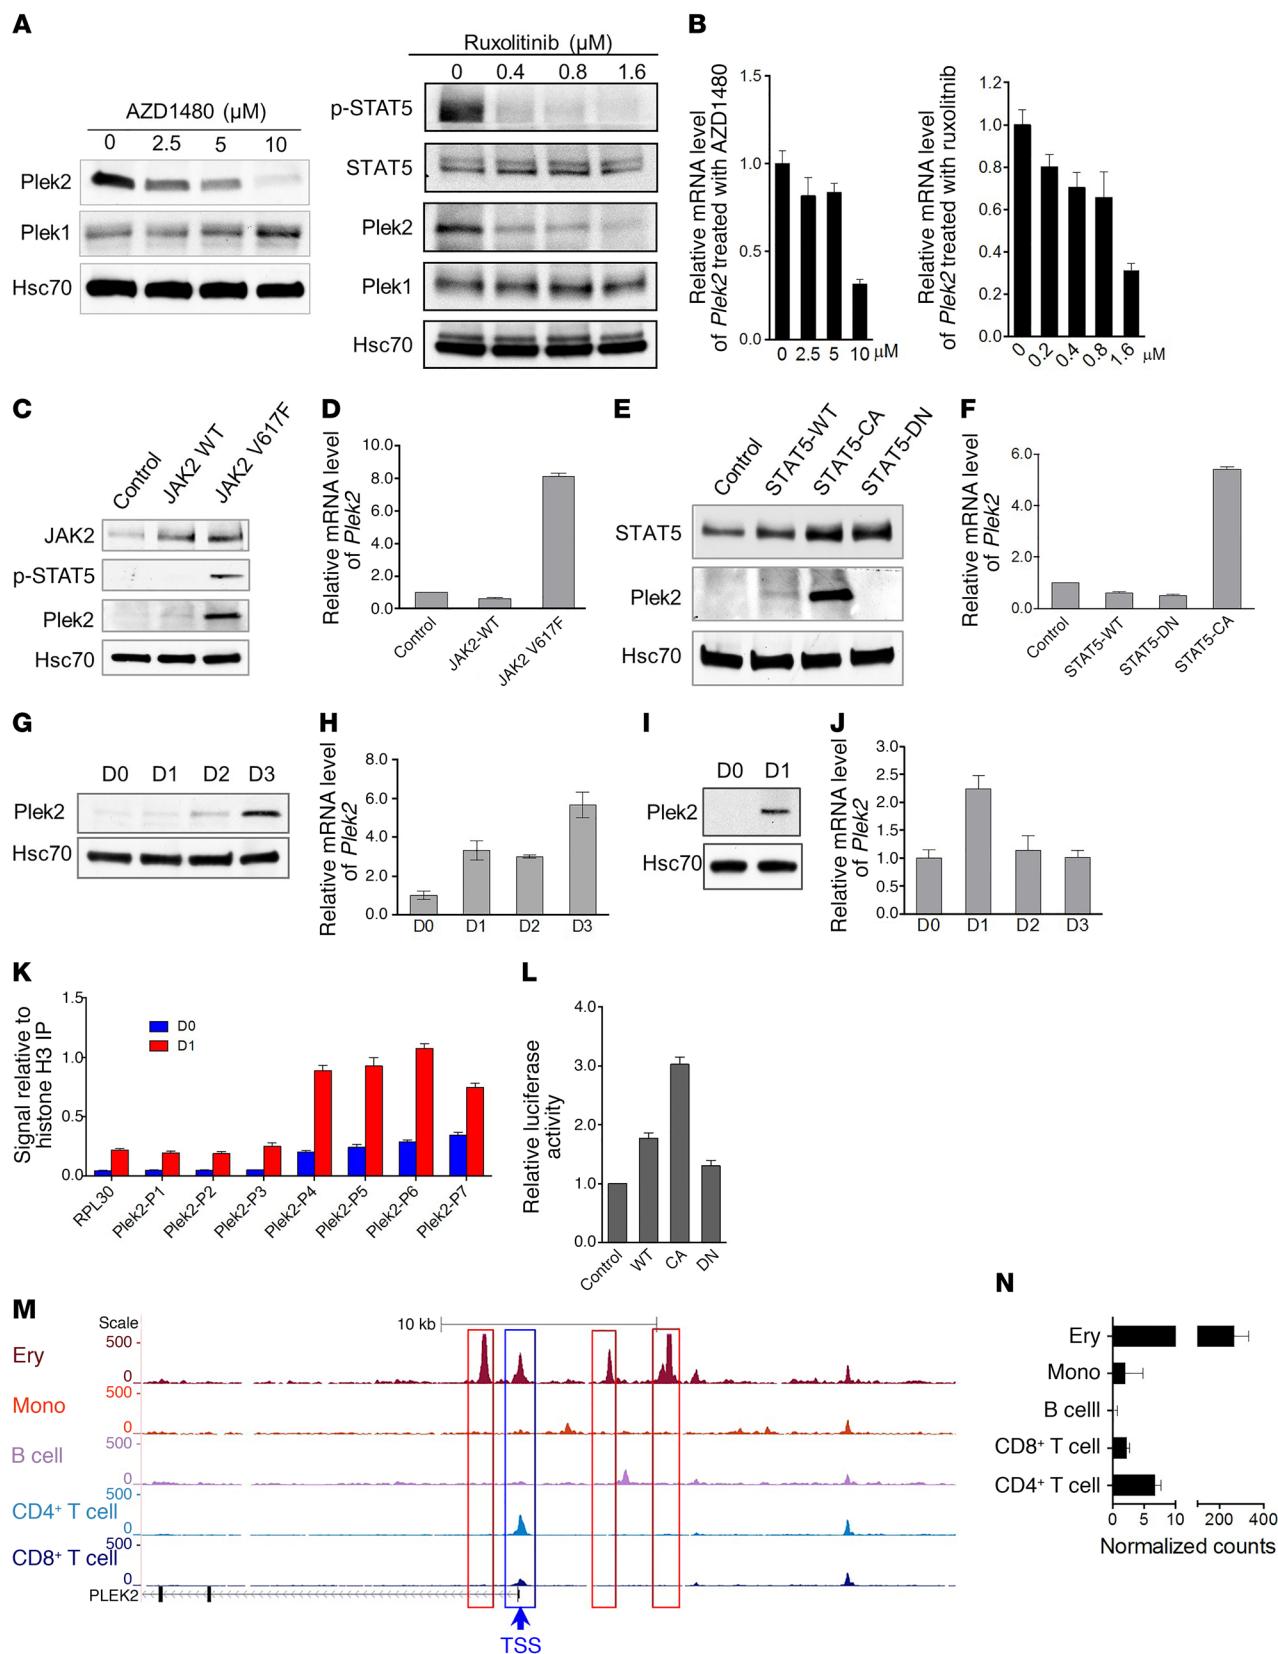 A
AZD1480 (μM)
0 2.5 5 10
Plek2
Plek1
Hsc70
Ruxolitinib (μM)
0 0.4 0.8 1.6
p-STAT5
STAT5
Plek2
Plek1
Hsc70
B
Relative mRNA level
of Plek2 treated with AZD1480
1.5
1.0
0.5
0.0
0 2.5 5 10 μM
Relative mRNA level
of Plek2 treated with ruxolitnib
1.2
1.0
0.8
0.6
0.4
0.2
0.0
0 0.2 0.4 0.8 1.6 μM
C
Control JAK2 WT JAK2 V617F
JAK2
p-STAT5
Plek2
Hsc70
D
Relative mRNA level
of Plek2
10.0
8.0
6.0
4.0
2.0
0.0
Control JAK2-WT JAK2 V617F
E
Control STAT5-WT STAT5-CA STAT5-DN
STAT5
Plek2
Hsc70
F
Relative mRNA level
of Plek2
6.0
4.0
2.0
0.0
Control STAT5-WT STAT5-DN STAT5-CA
G
D0 D1 D2 D3
Plek2
Hsc70
H
Relative mRNA level
of Plek2
8.0
6.0
4.0
2.0
0.0
D0 D1 D2 D3
I
D0 D1
Plek2
Hsc70
J
Relative mRNA level
of Plek2
3.0
2.5
2.0
1.5
1.0
0.5
0.0
D0 D1 D2 D3
K
Signal relative to
histone H3 IP
1.5
1.0
0.5
0.0
D0
D1
RPL30 Plek2-P1 Plek2-P2 Plek2-P3 Plek2-P4 Plek2-P5 Plek2-P6 Plek2-P7
L
Relative luciferase
activity
4.0
3.0
2.0
1.0
0.0
Control WT CA DN
M
Scale 10 kb
500
Ery
0
500
Mono
0
500
B cell
0
500
CD4+ T cell
0
500
CD8+ T cell
0
PLEK2
TSS
N
Ery
Mono
B celll
CD8+ T cell
CD4+ T cell
0 5 10 200 400
Normalized counts